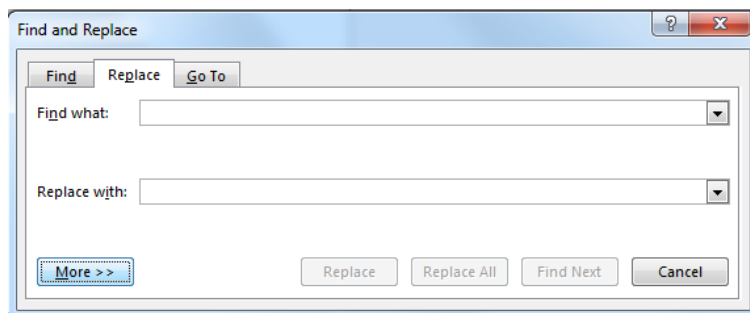 Find and Replace
? X
Find Replace Go To
Find what:
Replace with:
More >> Replace Replace All Find Next Cancel